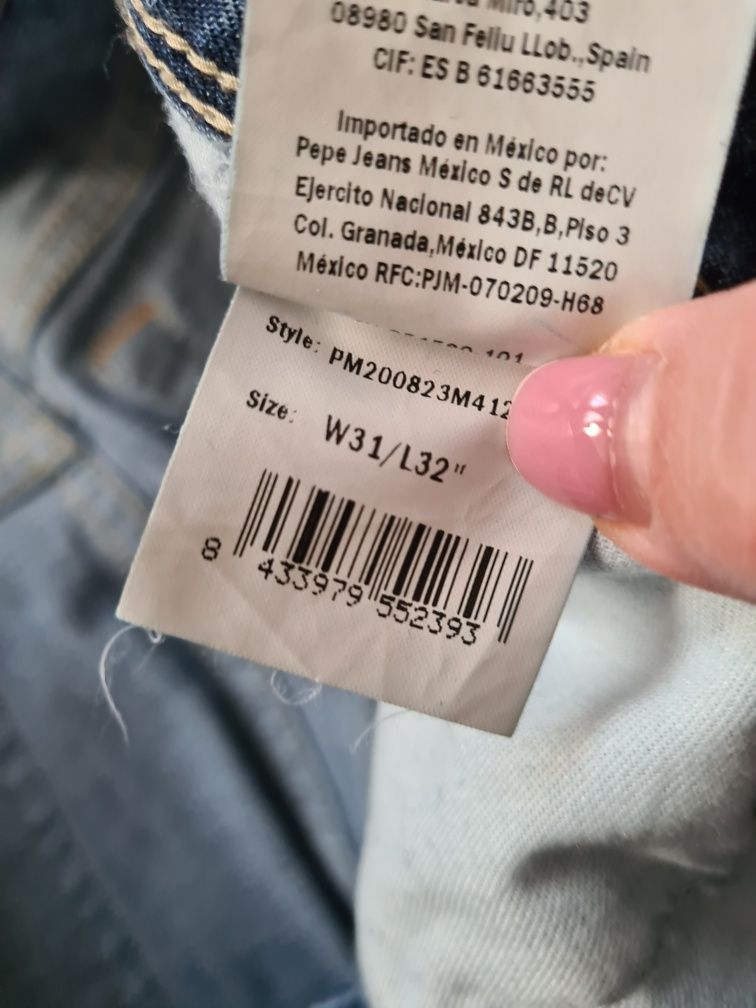 Miró,403
08980 San Feliu LLob.,Spain
CIF: ES B 61663555
Importado en México por:
Pepe Jeans México S de RL deCV
Ejercito Nacional 843B,B,Piso 3
Col. Granada,México DF 11520
México RFC:PJM-070209-H68
Style: PM200823M412
Size: W31/L32"
8 433979 552393